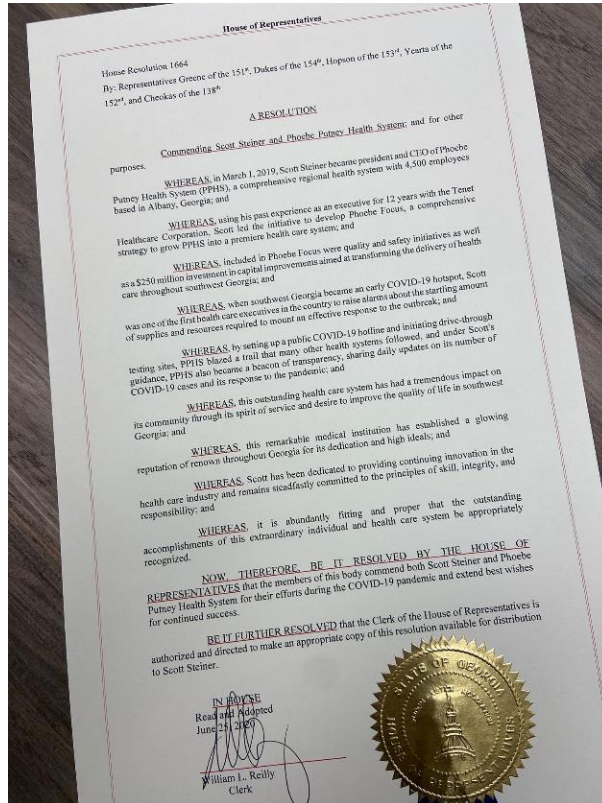 House of Representatives
House Resolution 1664
By: Representatives Greene of the 151st, Dukes of the 154th, Hopson of the 153rd, Yearta of the
152nd, and Cheokas of the 138th
A RESOLUTION
Commending Scott Steiner and Phoebe Putney Health System; and for other
purposes.
WHEREAS, in March 1, 2019, Scott Steiner became president and CEO of Phoebe
Putney Health System (PPHS), a comprehensive regional health system with 4,500 employees
based in Albany, Georgia; and
WHEREAS, using his past experience as an executive for 12 years with the Tenet
Healthcare Corporation, Scott led the initiative to develop Phoebe Focus, a comprehensive
strategy to grow PPHS into a premiere health care system; and
WHEREAS, included in Phoebe Focus were quality and safety initiatives as well
as a $250 million investment in capital improvements aimed at transforming the delivery of health
care throughout southwest Georgia; and
WHEREAS, when southwest Georgia became an early COVID-19 hotspot, Scott
was one of the first health care executives in the country to raise alarms about the startling amount
of supplies and resources required to mount an effective response to the outbreak; and
WHEREAS, by setting up a public COVID-19 hotline and initiating drive-through
testing sites, PPHS blazed a trail that many other health systems followed, and under Scott's
guidance, PPHS also became a beacon of transparency, sharing daily updates on its number of
COVID-19 cases and its response to the pandemic; and
WHEREAS, this outstanding health care system has had a tremendous impact on
its community through its spirit of service and desire to improve the quality of life in southwest
Georgia; and
WHEREAS, this remarkable medical institution has established a glowing
reputation of renown throughout Georgia for its dedication and high ideals; and
WHEREAS, Scott has been dedicated to providing continuing innovation in the
health care industry and remains steadfastly committed to the principles of skill, integrity, and
responsibility; and
WHEREAS, it is abundantly fitting and proper that the outstanding
accomplishments of this extraordinary individual and health care system be appropriately
recognized.
NOW, THEREFORE, BE IT RESOLVED BY THE HOUSE OF
REPRESENTATIVES that the members of this body commend both Scott Steiner and Phoebe
Putney Health System for their efforts during the COVID-19 pandemic and extend best wishes
for continued success.
BE IT FURTHER RESOLVED that the Clerk of the House of Representatives is
authorized and directed to make an appropriate copy of this resolution available for distribution
to Scott Steiner.
IN HOUSE
Read and Adopted
June 25, 2020
William L. Reilly
Clerk
STATE OF GEORGIA
HOUSE OF REPRESENTATIVES